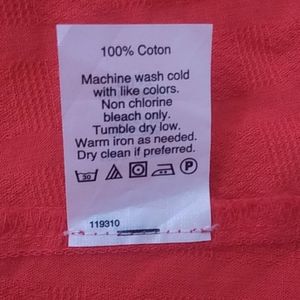 100% Coton
Machine wash cold
with like colors.
Non chlorine
bleach only.
Tumble dry low.
Warm iron as needed.
Dry clean if preferred.
30 P
119310